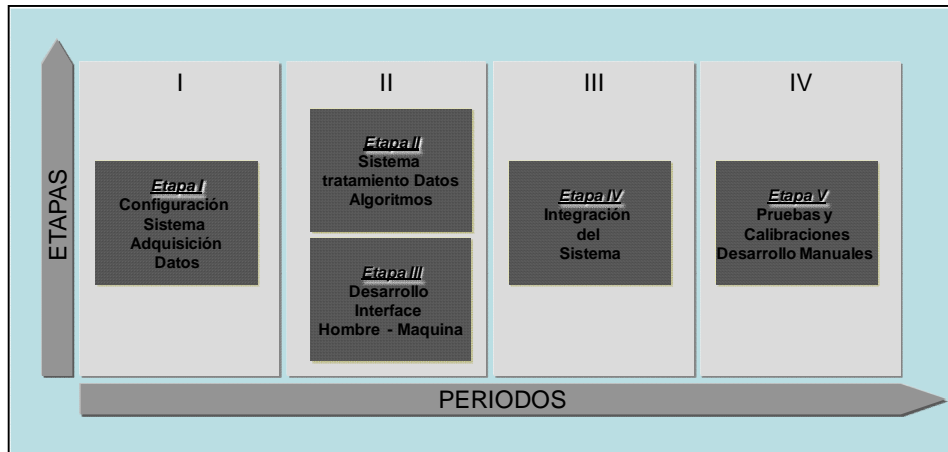 ETAPAS
I
Etapa I
Configuración
Sistema
Adquisición
Datos
II
Etapa II
Sistema
tratamiento Datos
Algoritmos
Etapa III
Desarrollo
Interface
Hombre - Maquina
III
Etapa IV
Integración
del
Sistema
IV
Etapa V
Pruebas y
Calibraciones
Desarrollo Manuales
PERIODOS